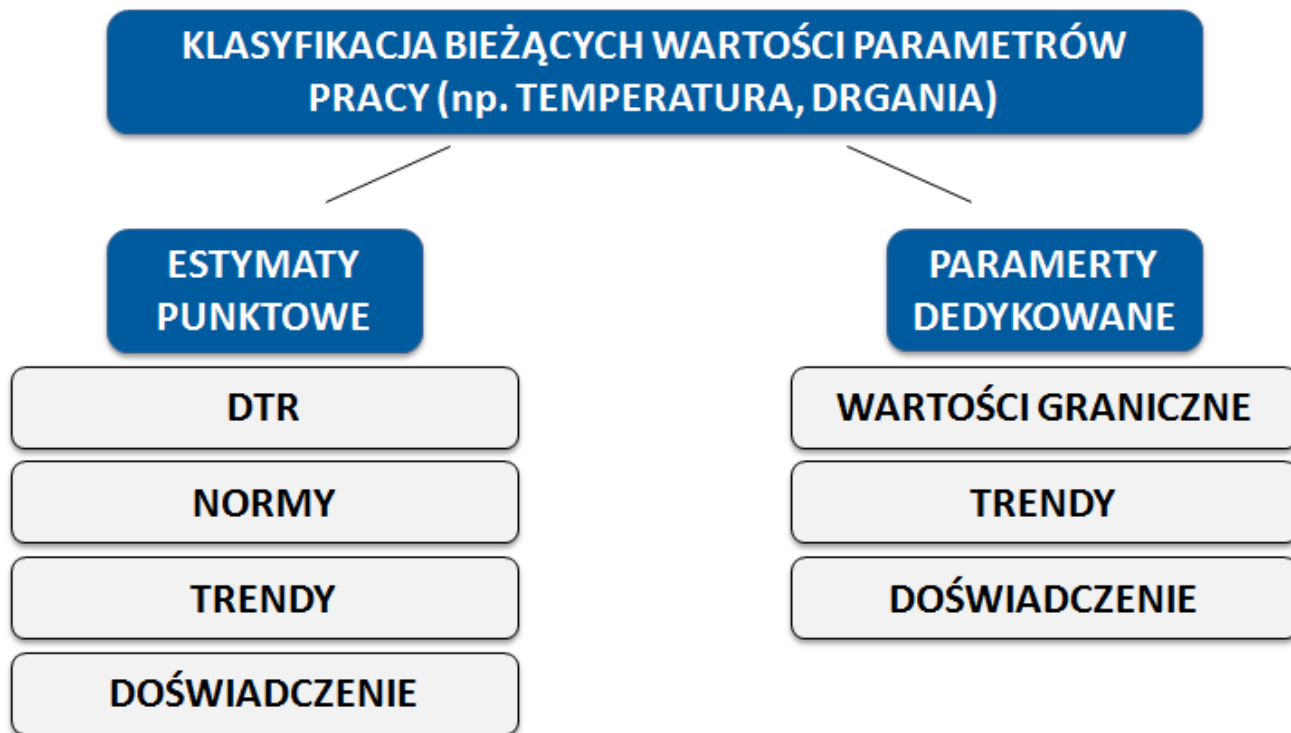 KLASYFIKACJA BIEŻĄCYCH WARTOŚCI PARAMETRÓW
PRACY (np. TEMPERATURA, DRGANIA)
ESTYMATY
PUNKTOWE
DTR
NORMY
TRENDY
DOŚWIADCZENIE
PARAMERTY
DEDYKOWANE
WARTOŚCI GRANICZNE
TRENDY
DOŚWIADCZENIE